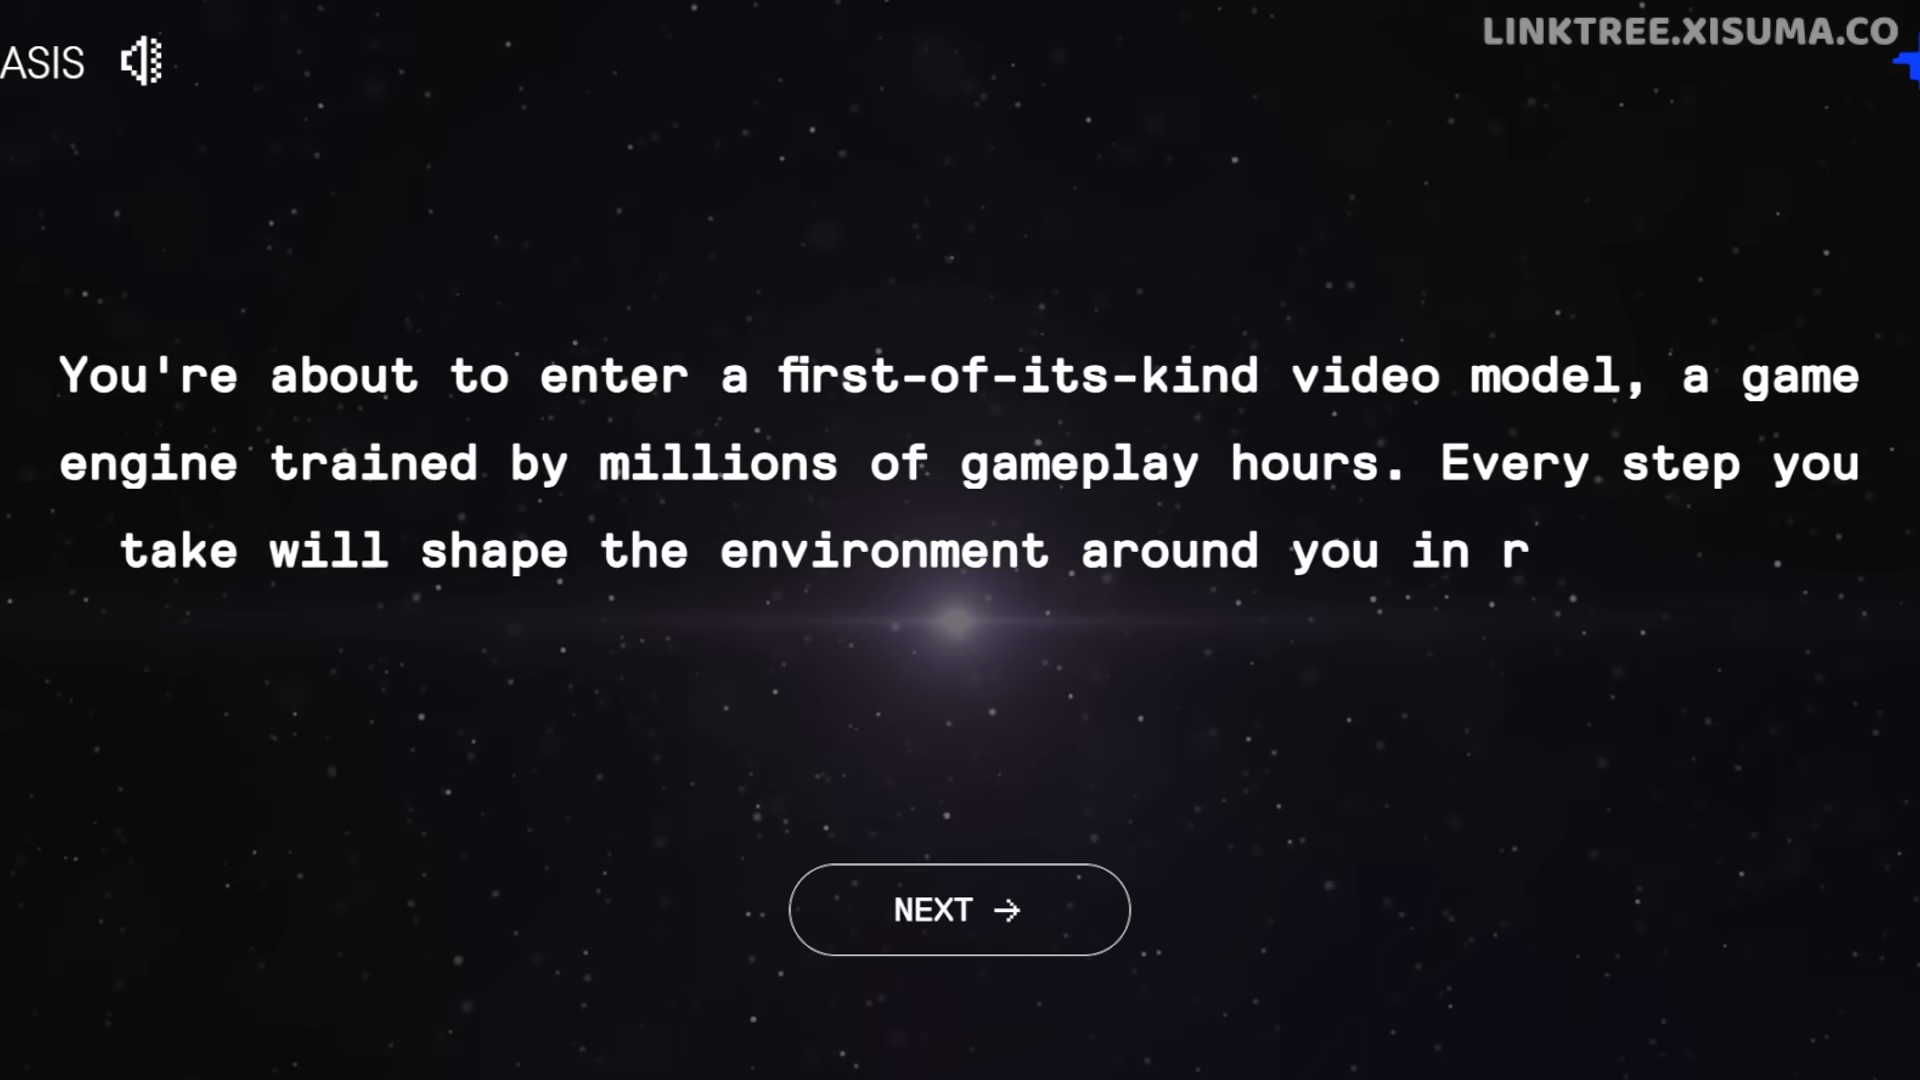 ASIS
LINKTREE.XISUMA.CO
You're about to enter a first-of-its-kind video model, a game
engine trained by millions of gameplay hours. Every step you
take will shape the environment around you in r
NEXT →